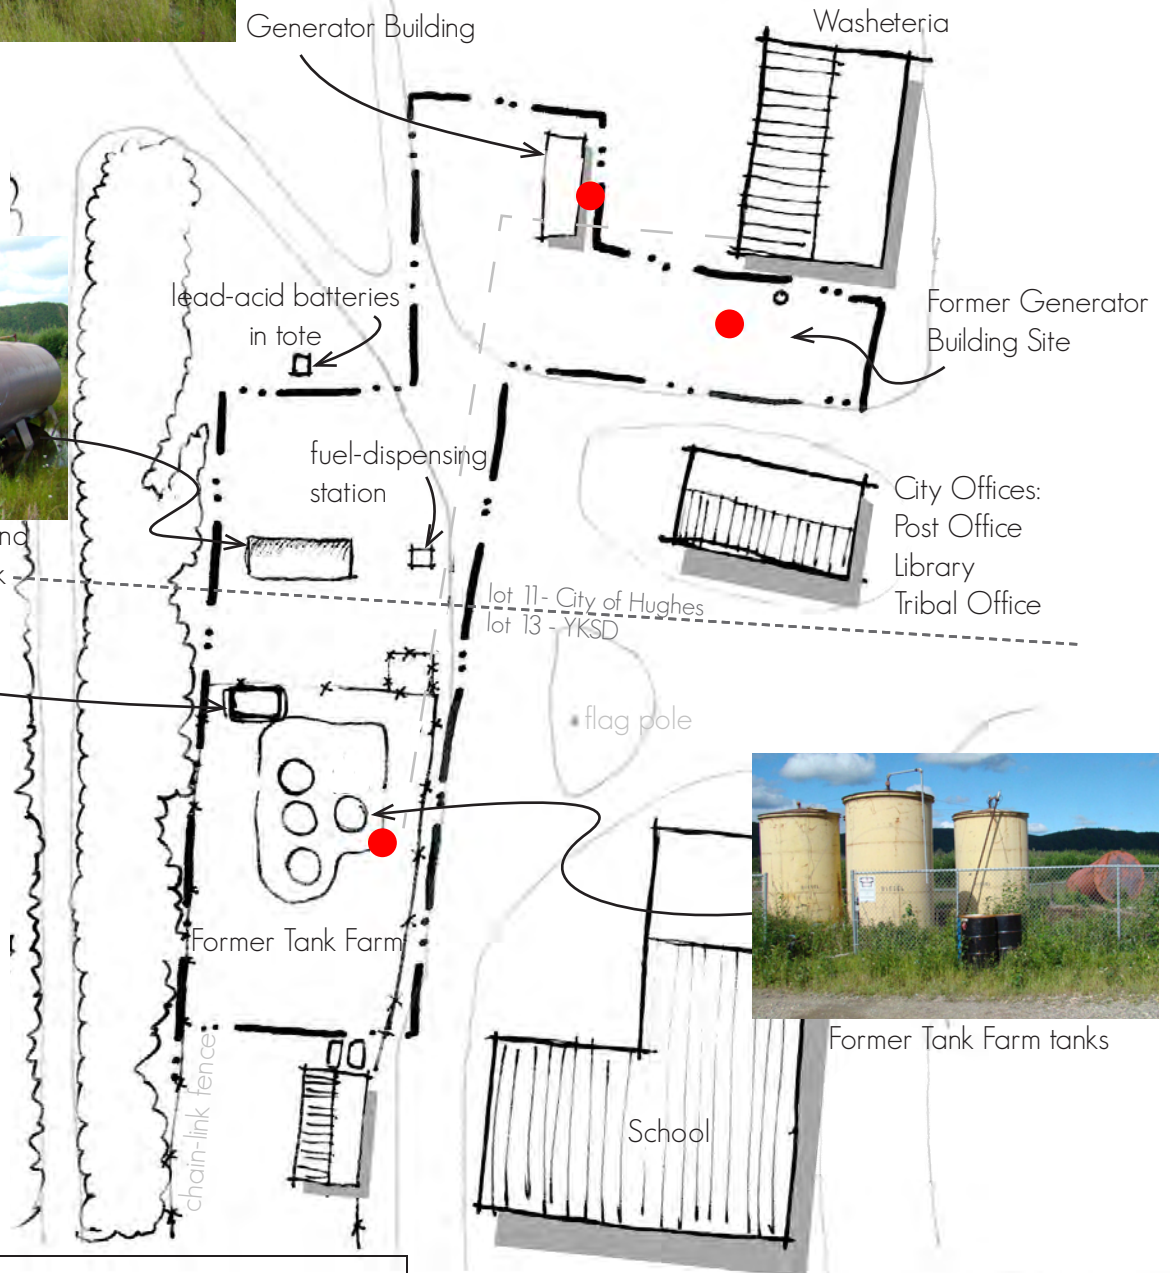 Generator Building
Washeteria
lead-acid batteries
in tote
Former Generator
Building Site
fuel-dispensing
station
City Offices:
Post Office
Library
Tribal Office
lot 11 - City of Hughes
lot 13 - YKSD
flag pole
Former Tank Farm
Former Tank Farm tanks
chain-link fence
School